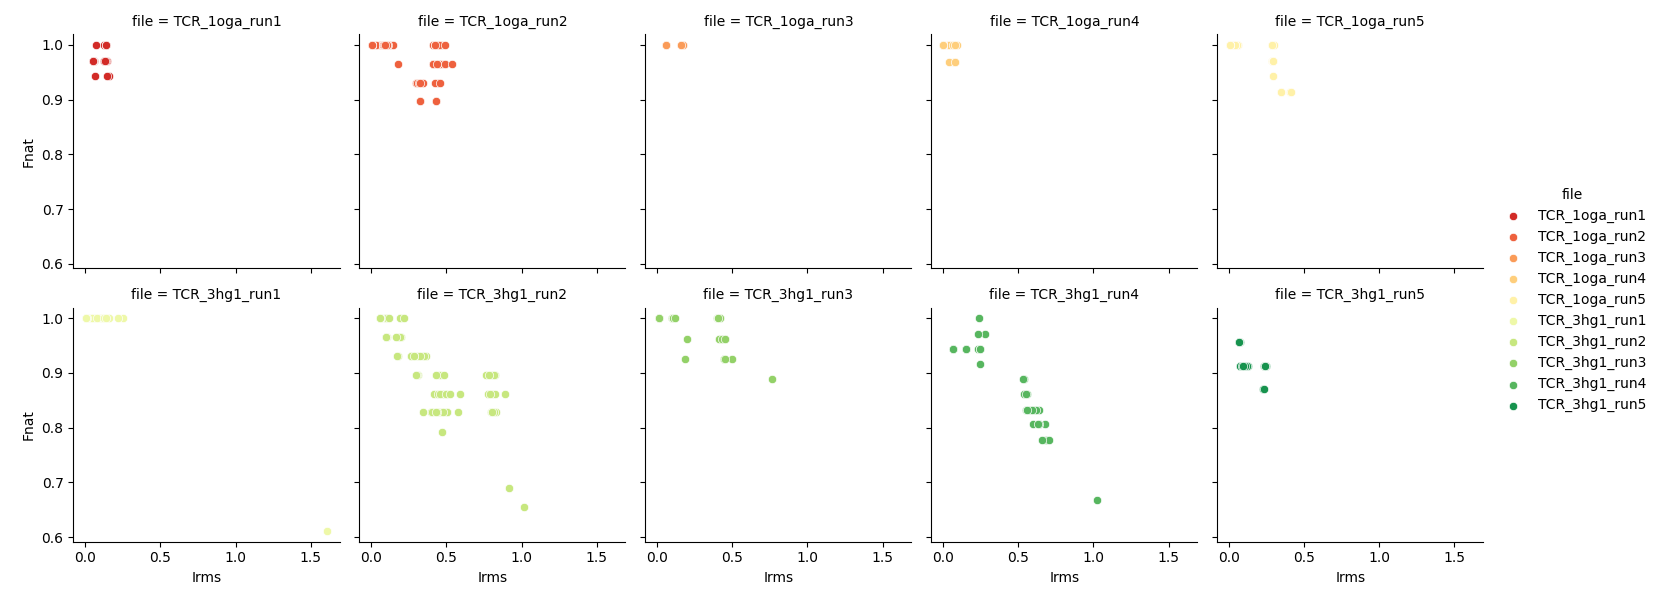 file = TCR_1oga_run1
file = TCR_1oga_run2
file = TCR_1oga_run3
file = TCR_1oga_run4
file = TCR_1oga_run5
1.0
0.9
0.8
0.7
0.6
Fnat
file = TCR_3hg1_run1
file = TCR_3hg1_run2
file = TCR_3hg1_run3
file = TCR_3hg1_run4
file = TCR_3hg1_run5
1.0
0.9
0.8
0.7
0.6
Fnat
0.0 0.5 1.0 1.5
0.0 0.5 1.0 1.5
0.0 0.5 1.0 1.5
0.0 0.5 1.0 1.5
0.0 0.5 1.0 1.5
Irms
Irms
Irms
Irms
Irms
file
TCR_1oga_run1
TCR_1oga_run2
TCR_1oga_run3
TCR_1oga_run4
TCR_1oga_run5
TCR_3hg1_run1
TCR_3hg1_run2
TCR_3hg1_run3
TCR_3hg1_run4
TCR_3hg1_run5